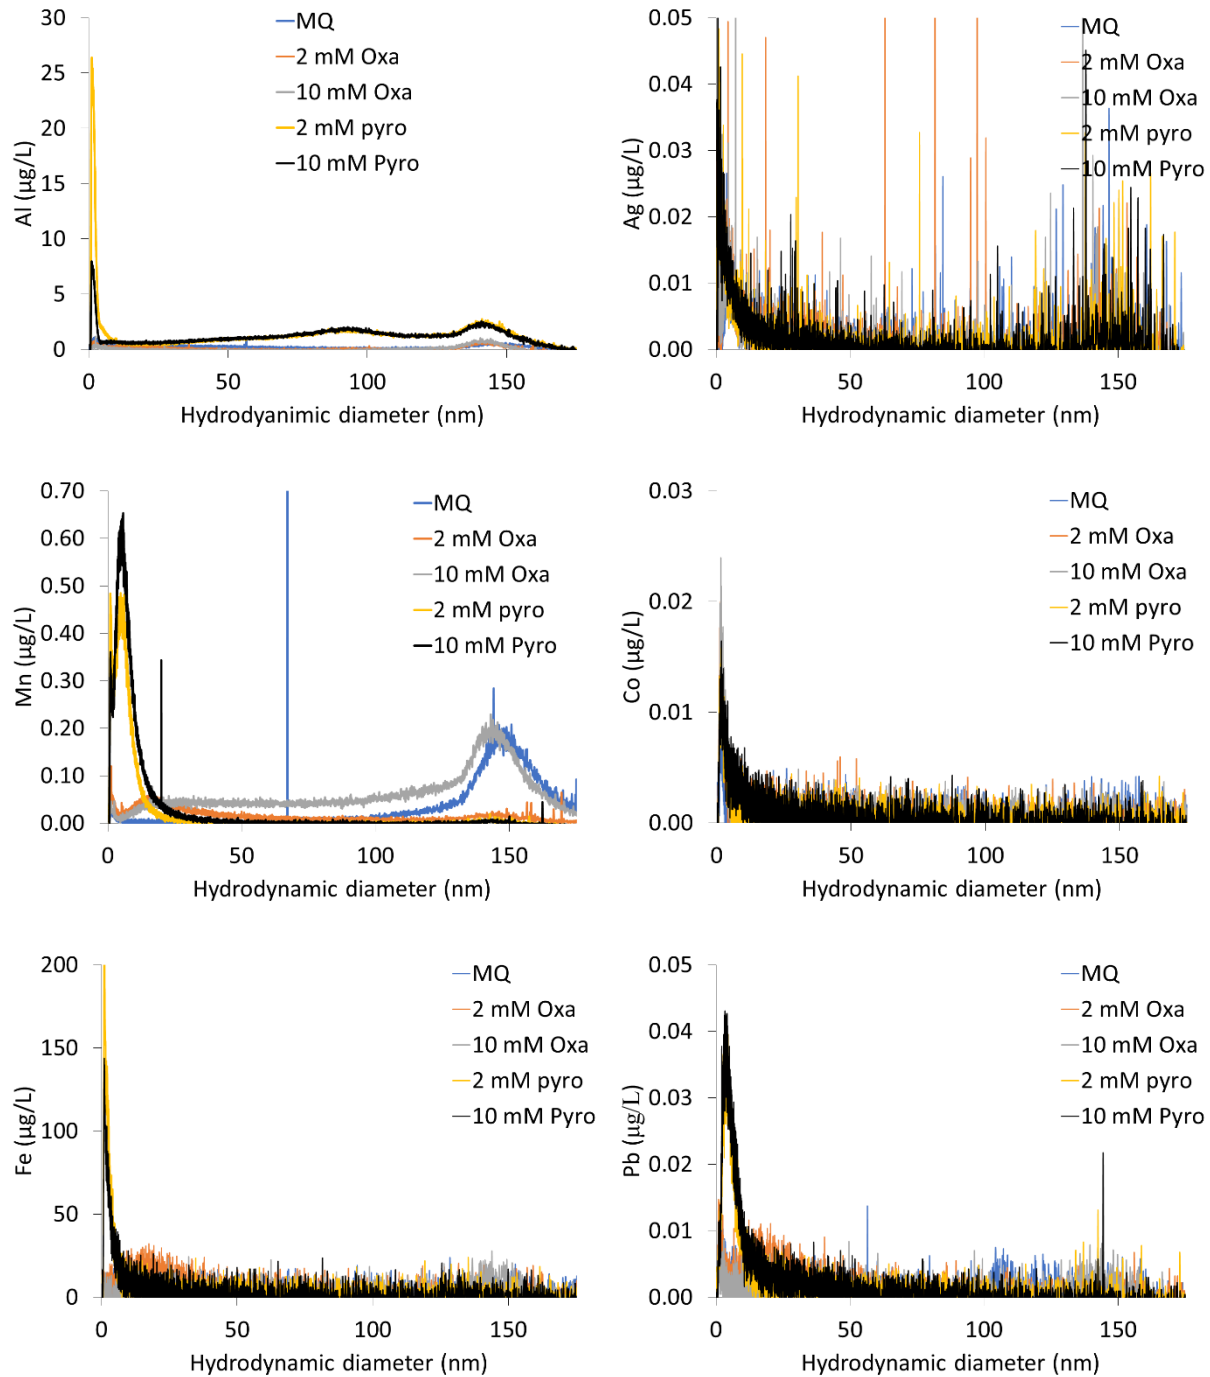 30
25
20
15
10
5
0
Al (µg/L)
0 50 100 150
Hydrodyanimic diameter (nm)
MQ
2 mM Oxa
10 mM Oxa
2 mM pyro
10 mM Pyro
0.05
0.04
0.03
0.02
0.01
0.00
Ag (µg/L)
0 50 100 150
Hydrodynamic diameter (nm)
MQ
2 mM Oxa
10 mM Oxa
2 mM pyro
10 mM Pyro
0.70
0.60
0.50
0.40
0.30
0.20
0.10
0.00
Mn (µg/L)
0 50 100 150
Hydrodynamic diameter (nm)
MQ
2 mM Oxa
10 mM Oxa
2 mM pyro
10 mM Pyro
0.03
0.02
0.01
0.00
Co (µg/L)
0 50 100 150
Hydrodynamic diameter (nm)
MQ
2 mM Oxa
10 mM Oxa
2 mM pyro
10 mM Pyro
200
150
100
50
0
Fe (µg/L)
0 50 100 150
Hydrodynamic diameter (nm)
MQ
2 mM Oxa
10 mM Oxa
2 mM pyro
10 mM Pyro
0.05
0.04
0.03
0.02
0.01
0.00
Pb (µg/L)
0 50 100 150
Hydrodynamic diameter (nm)
MQ
2 mM Oxa
10 mM Oxa
2 mM pyro
10 mM Pyro